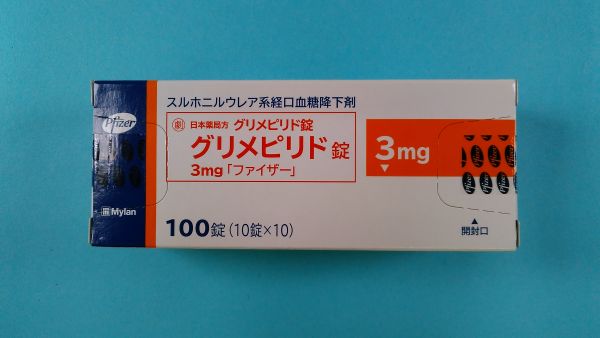 Pfizer
Mylan
スルホニルウレア系経口血糖降下剤
劇 日本薬局方 グリメピリド錠
グリメピリド錠
3mg「ファイザー」
3mg
100錠(10錠×10)
開封口